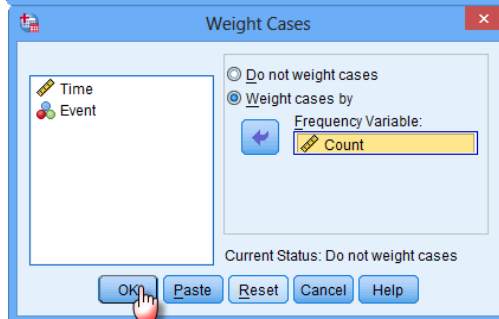 Weight Cases
Time
Event
Do not weight cases
Weight cases by
Frequency Variable:
Count
Current Status: Do not weight cases
OK Paste Reset Cancel Help